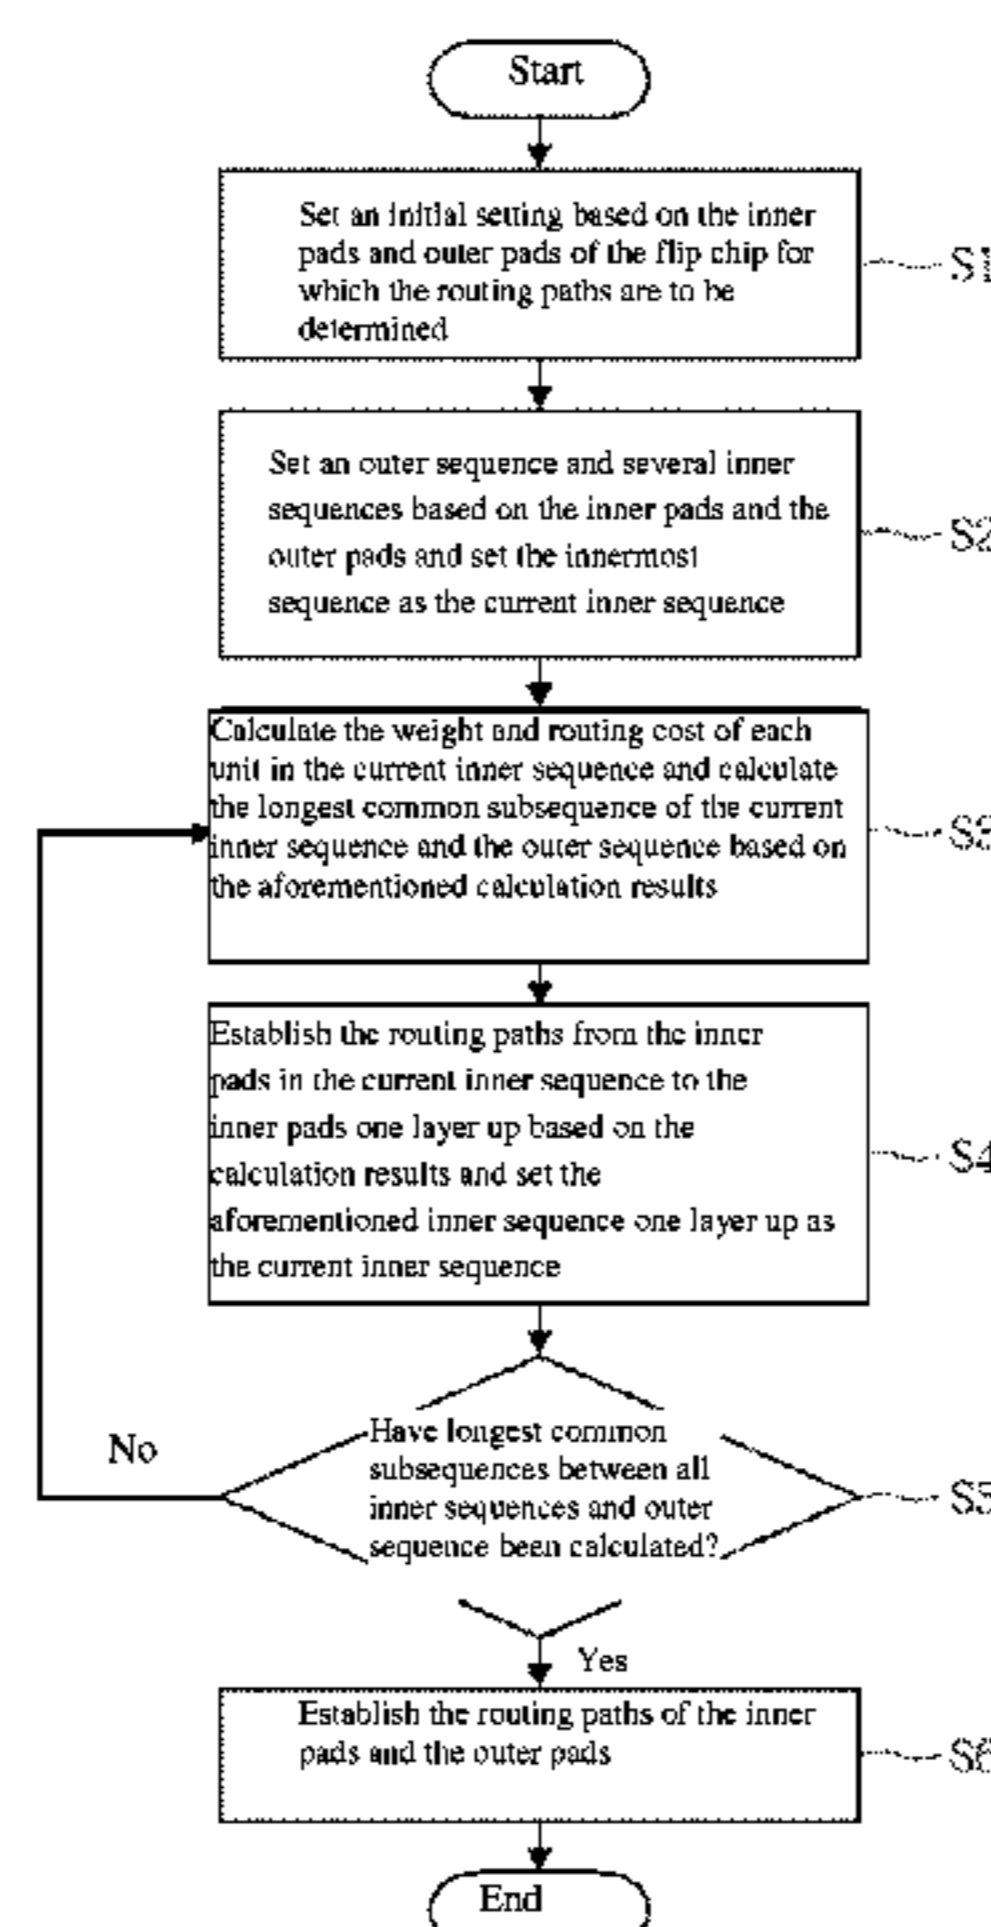 Start
Set an initial setting based on the inner
pads and outer pads of the flip chip for
which the routing paths are to be
determined
S1
Set an outer sequence and several inner
sequences based on the inner pads and the
outer pads and set the innermost
sequence as the current inner sequence
S2
Calculate the weight and routing cost of each
unit in the current inner sequence and calculate
the longest common subsequence of the current
inner sequence and the outer sequence based on
the aforementioned calculation results
S3
Establish the routing paths from the inner
pads in the current inner sequence to the
inner pads one layer up based on the
calculation results and set the
aforementioned inner sequence one layer up as
the current inner sequence
S4
Have longest common
subsequences between all
inner sequences and outer
sequence been calculated?
No
S5
Yes
Establish the routing paths of the inner
pads and the outer pads
S6
End